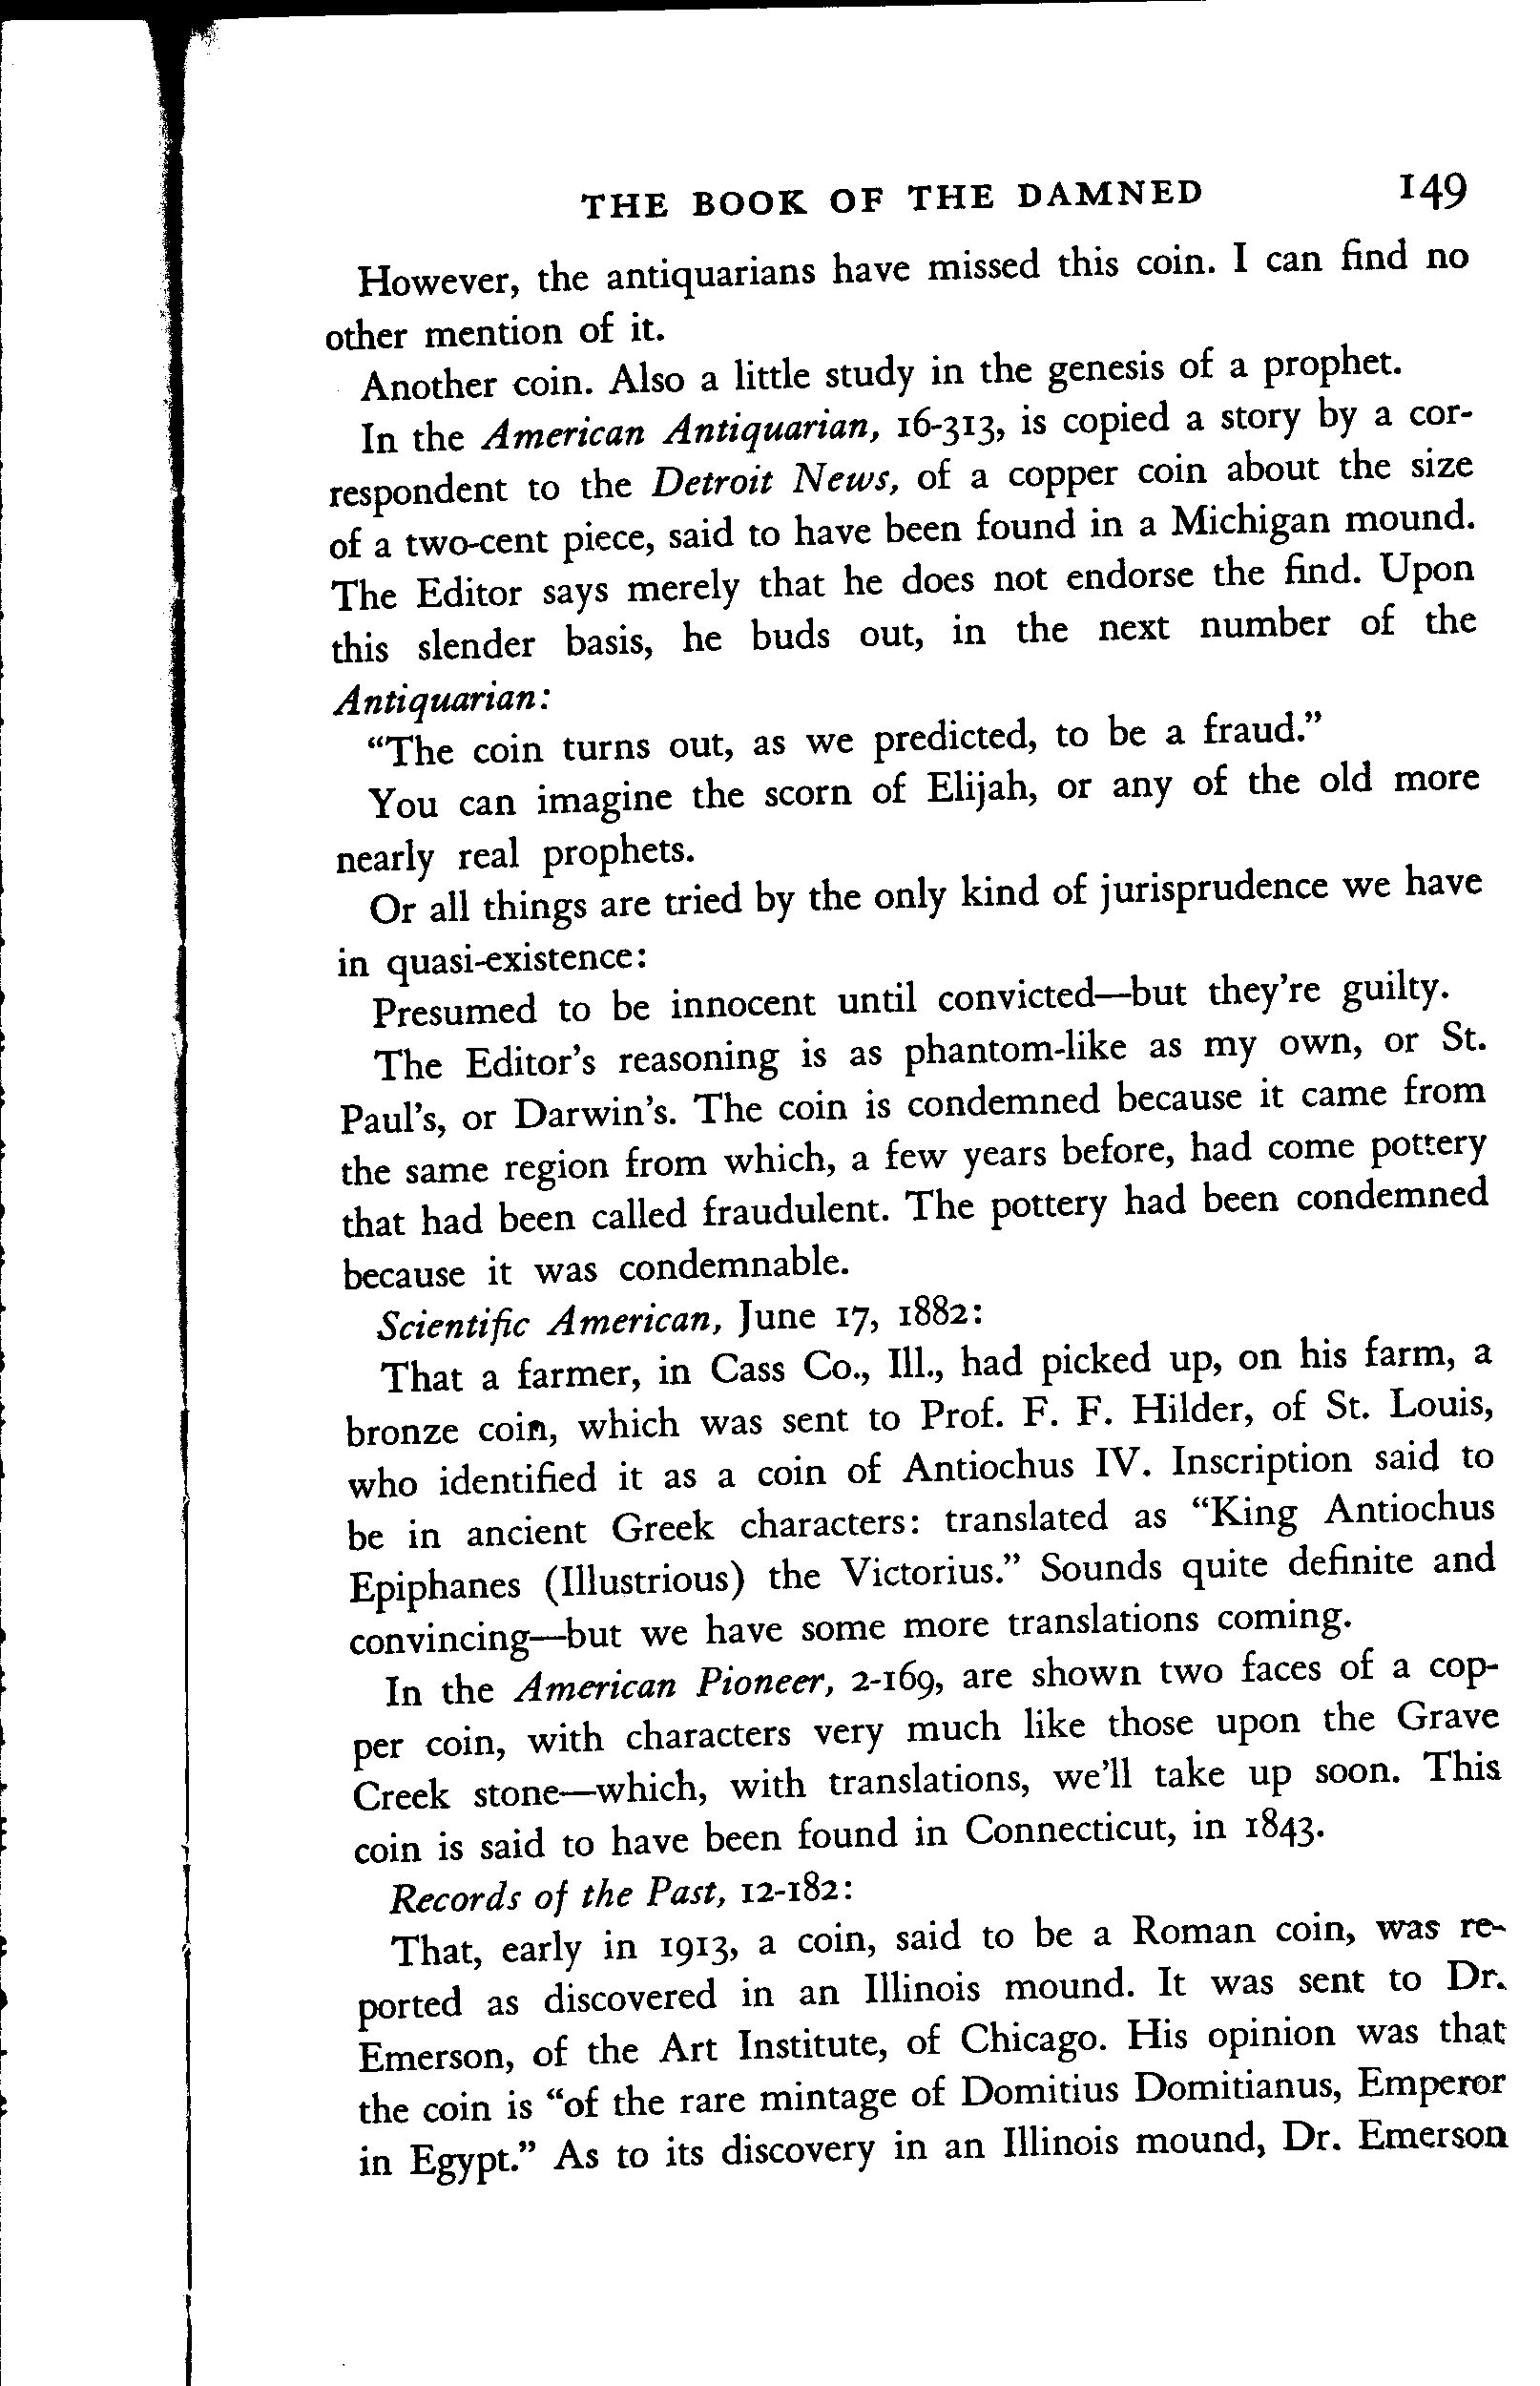 THE BOOK OF THE DAMNED 149
However, the antiquarians have missed this coin. I can find no
other mention of it.
Another coin. Also a little study in the genesis of a prophet.
In the American Antiquarian, 16-313, is copied a story by a cor-
respondent to the Detroit News, of a copper coin about the size
of a two-cent piece, said to have been found in a Michigan mound.
The Editor says merely that he does not endorse the find. Upon
this slender basis, he buds out, in the next number of the
Antiquarian:
“The coin turns out, as we predicted, to be a fraud.”
You can imagine the scorn of Elijah, or any of the old more
nearly real prophets.
Or all things are tried by the only kind of jurisprudence we have
in quasi-existence:
Presumed to be innocent until convicted—but they’re guilty.
The Editor’s reasoning is as phantom-like as my own, or St.
Paul’s, or Darwin’s. The coin is condemned because it came from
the same region from which, a few years before, had come pottery
that had been called fraudulent. The pottery had been condemned
because it was condemnable.
Scientific American, June 17, 1882:
That a farmer, in Cass Co., Ill., had picked up, on his farm, a
bronze coin, which was sent to Prof. F. F. Hilder, of St. Louis,
who identified it as a coin of Antiochus IV. Inscription said to
be in ancient Greek characters: translated as “King Antiochus
Epiphanes (Illustrious) the Victorius.” Sounds quite definite and
convincing—but we have some more translations coming.
In the American Pioneer, 2-169, are shown two faces of a cop-
per coin, with characters very much like those upon the Grave
Creek stone—which, with translations, we’ll take up soon. This
coin is said to have been found in Connecticut, in 1843.
Records of the Past, 12-182:
That, early in 1913, a coin, said to be a Roman coin, was re-
ported as discovered in an Illinois mound. It was sent to Dr.
Emerson, of the Art Institute, of Chicago. His opinion was that
the coin is “of the rare mintage of Domitius Domitianus, Emperor
in Egypt.” As to its discovery in an Illinois mound, Dr. Emerson